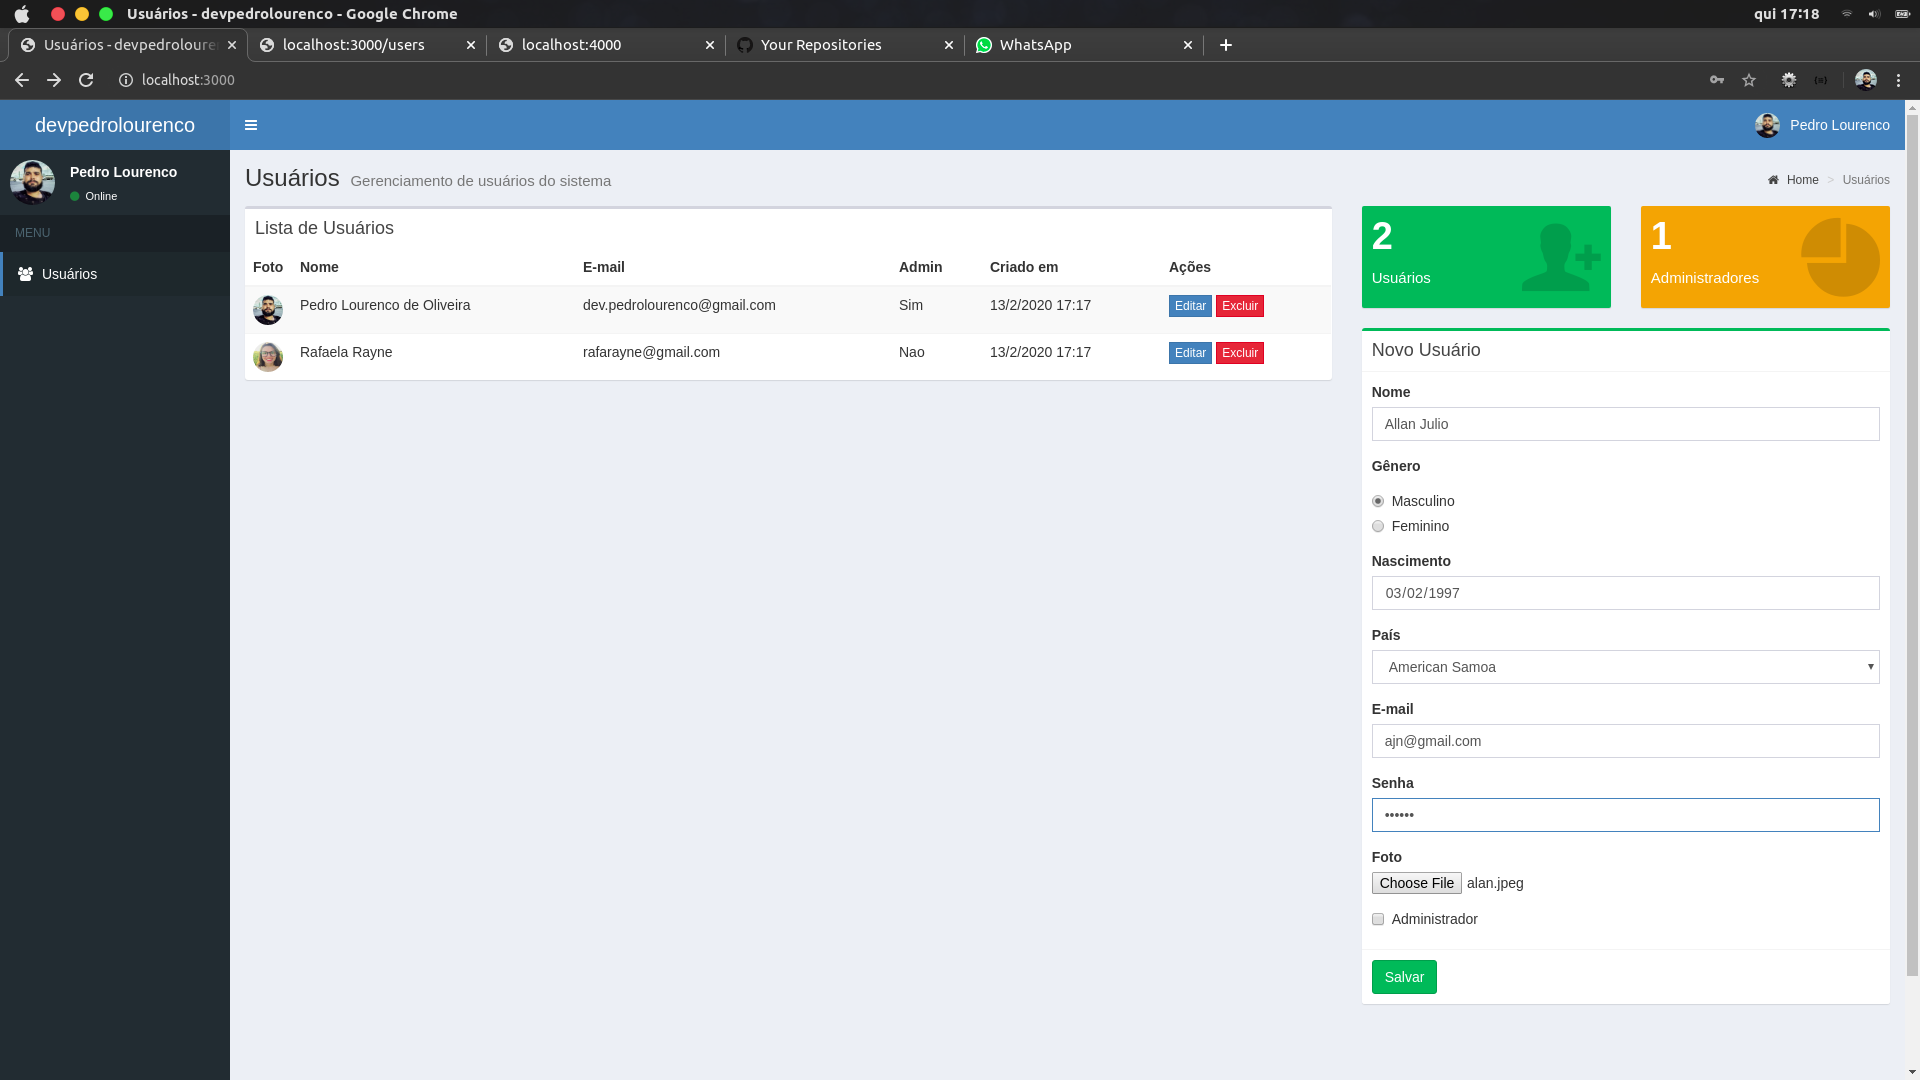 Usuários - devpedrolourenco - Google Chrome
qui 17:18
Usuários - devpedroloure
localhost:3000/users
localhost:4000
Your Repositories
WhatsApp
localhost:3000
devpedrolourenco
Pedro Lourenco
Pedro Lourenco
Online
MENU
Usuários
Usuários Gerenciamento de usuários do sistema
Home > Usuários
Lista de Usuários
Foto Nome E-mail Admin Criado em Ações
Pedro Lourenco de Oliveira dev.pedrolourenco@gmail.com Sim 13/2/2020 17:17 Editar Excluir
Rafaela Rayne rafarayne@gmail.com Nao 13/2/2020 17:17 Editar Excluir
2
Usuários
1
Administradores
Novo Usuário
Nome
Allan Julio
Gênero
Masculino
Feminino
Nascimento
03/02/1997
País
American Samoa
E-mail
ajn@gmail.com
Senha
••••••
Foto
Choose File alan.jpeg
Administrador
Salvar